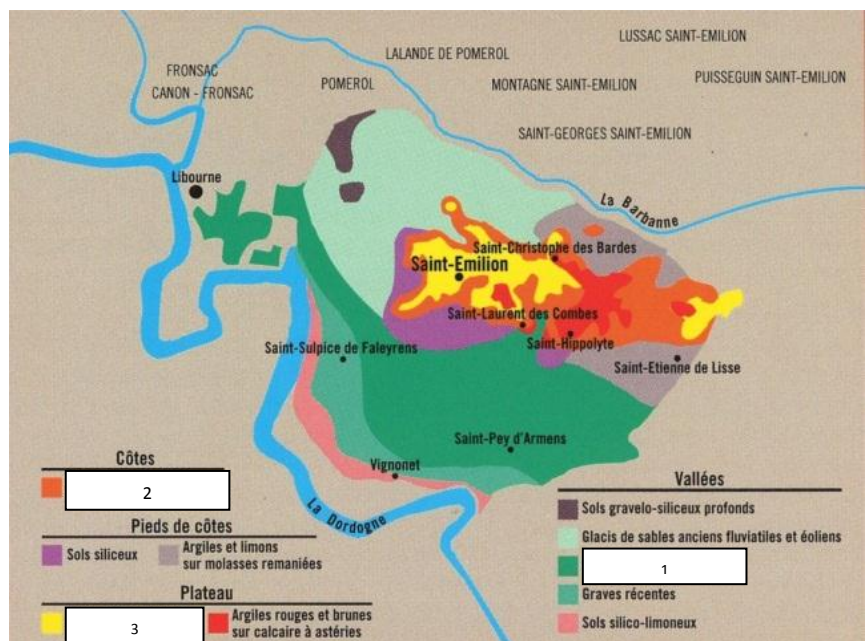 LUSSAC SAINT-EMILION
LALANDE DE POMEROL
FRONSAC
CANON - FRONSAC
POMEROL
MONTAGNE SAINT-EMILION
PUISSEGUIN SAINT-EMILION
SAINT-GEORGES SAINT-EMILION
Libourne
La Barbanne
Saint-Christophe des Bardes
Saint-Emilion
Saint-Laurent des Combes
Saint-Hippolyte
Saint-Sulpice de Faleyrens
Saint-Etienne de Lisse
Saint-Pey d'Armens
Vignonet
La Dordogne
Côtes
2
Pieds de côtes
Sols siliceux
Argiles et limons
sur molasses remaniées
Plateau
3
Argiles rouges et brunes
sur calcaire à astéries
Vallées
Sols gravelo-siliceux profonds
Glacis de sables anciens fluviatiles et éoliens
1
Graves récentes
Sols silico-limoneux